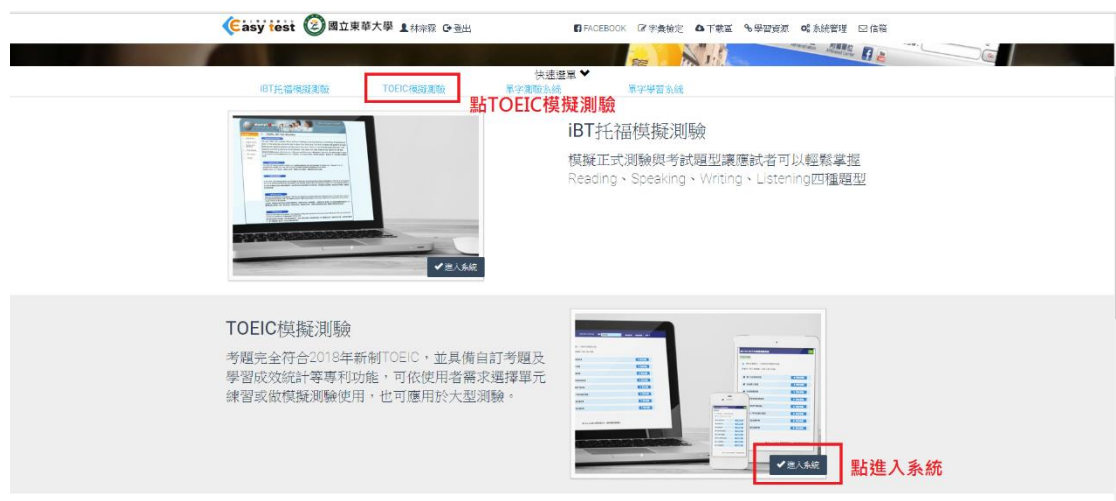 Easy test 國立東華大學 林宗霖 登出 FACEBOOK 字彙檢定 下載區 學習資源 系統管理 信箱
快速選單
iBT托福模擬測驗 TOEIC模擬測驗 單字測驗系統 單字學習系統
點TOEIC模擬測驗
iBT托福模擬測驗
模擬正式測驗與考試題型讓應試者可以輕鬆掌握
Reading、Speaking、Writing、Listening四種題型
進入系統
TOEIC模擬測驗
考題完全符合2018年新制TOEIC，並具備自訂考題及
學習成效統計等專利功能，可依使用者需求選擇單元
練習或做模擬測驗使用，也可應用於大型測驗。
進入系統
點進入系統